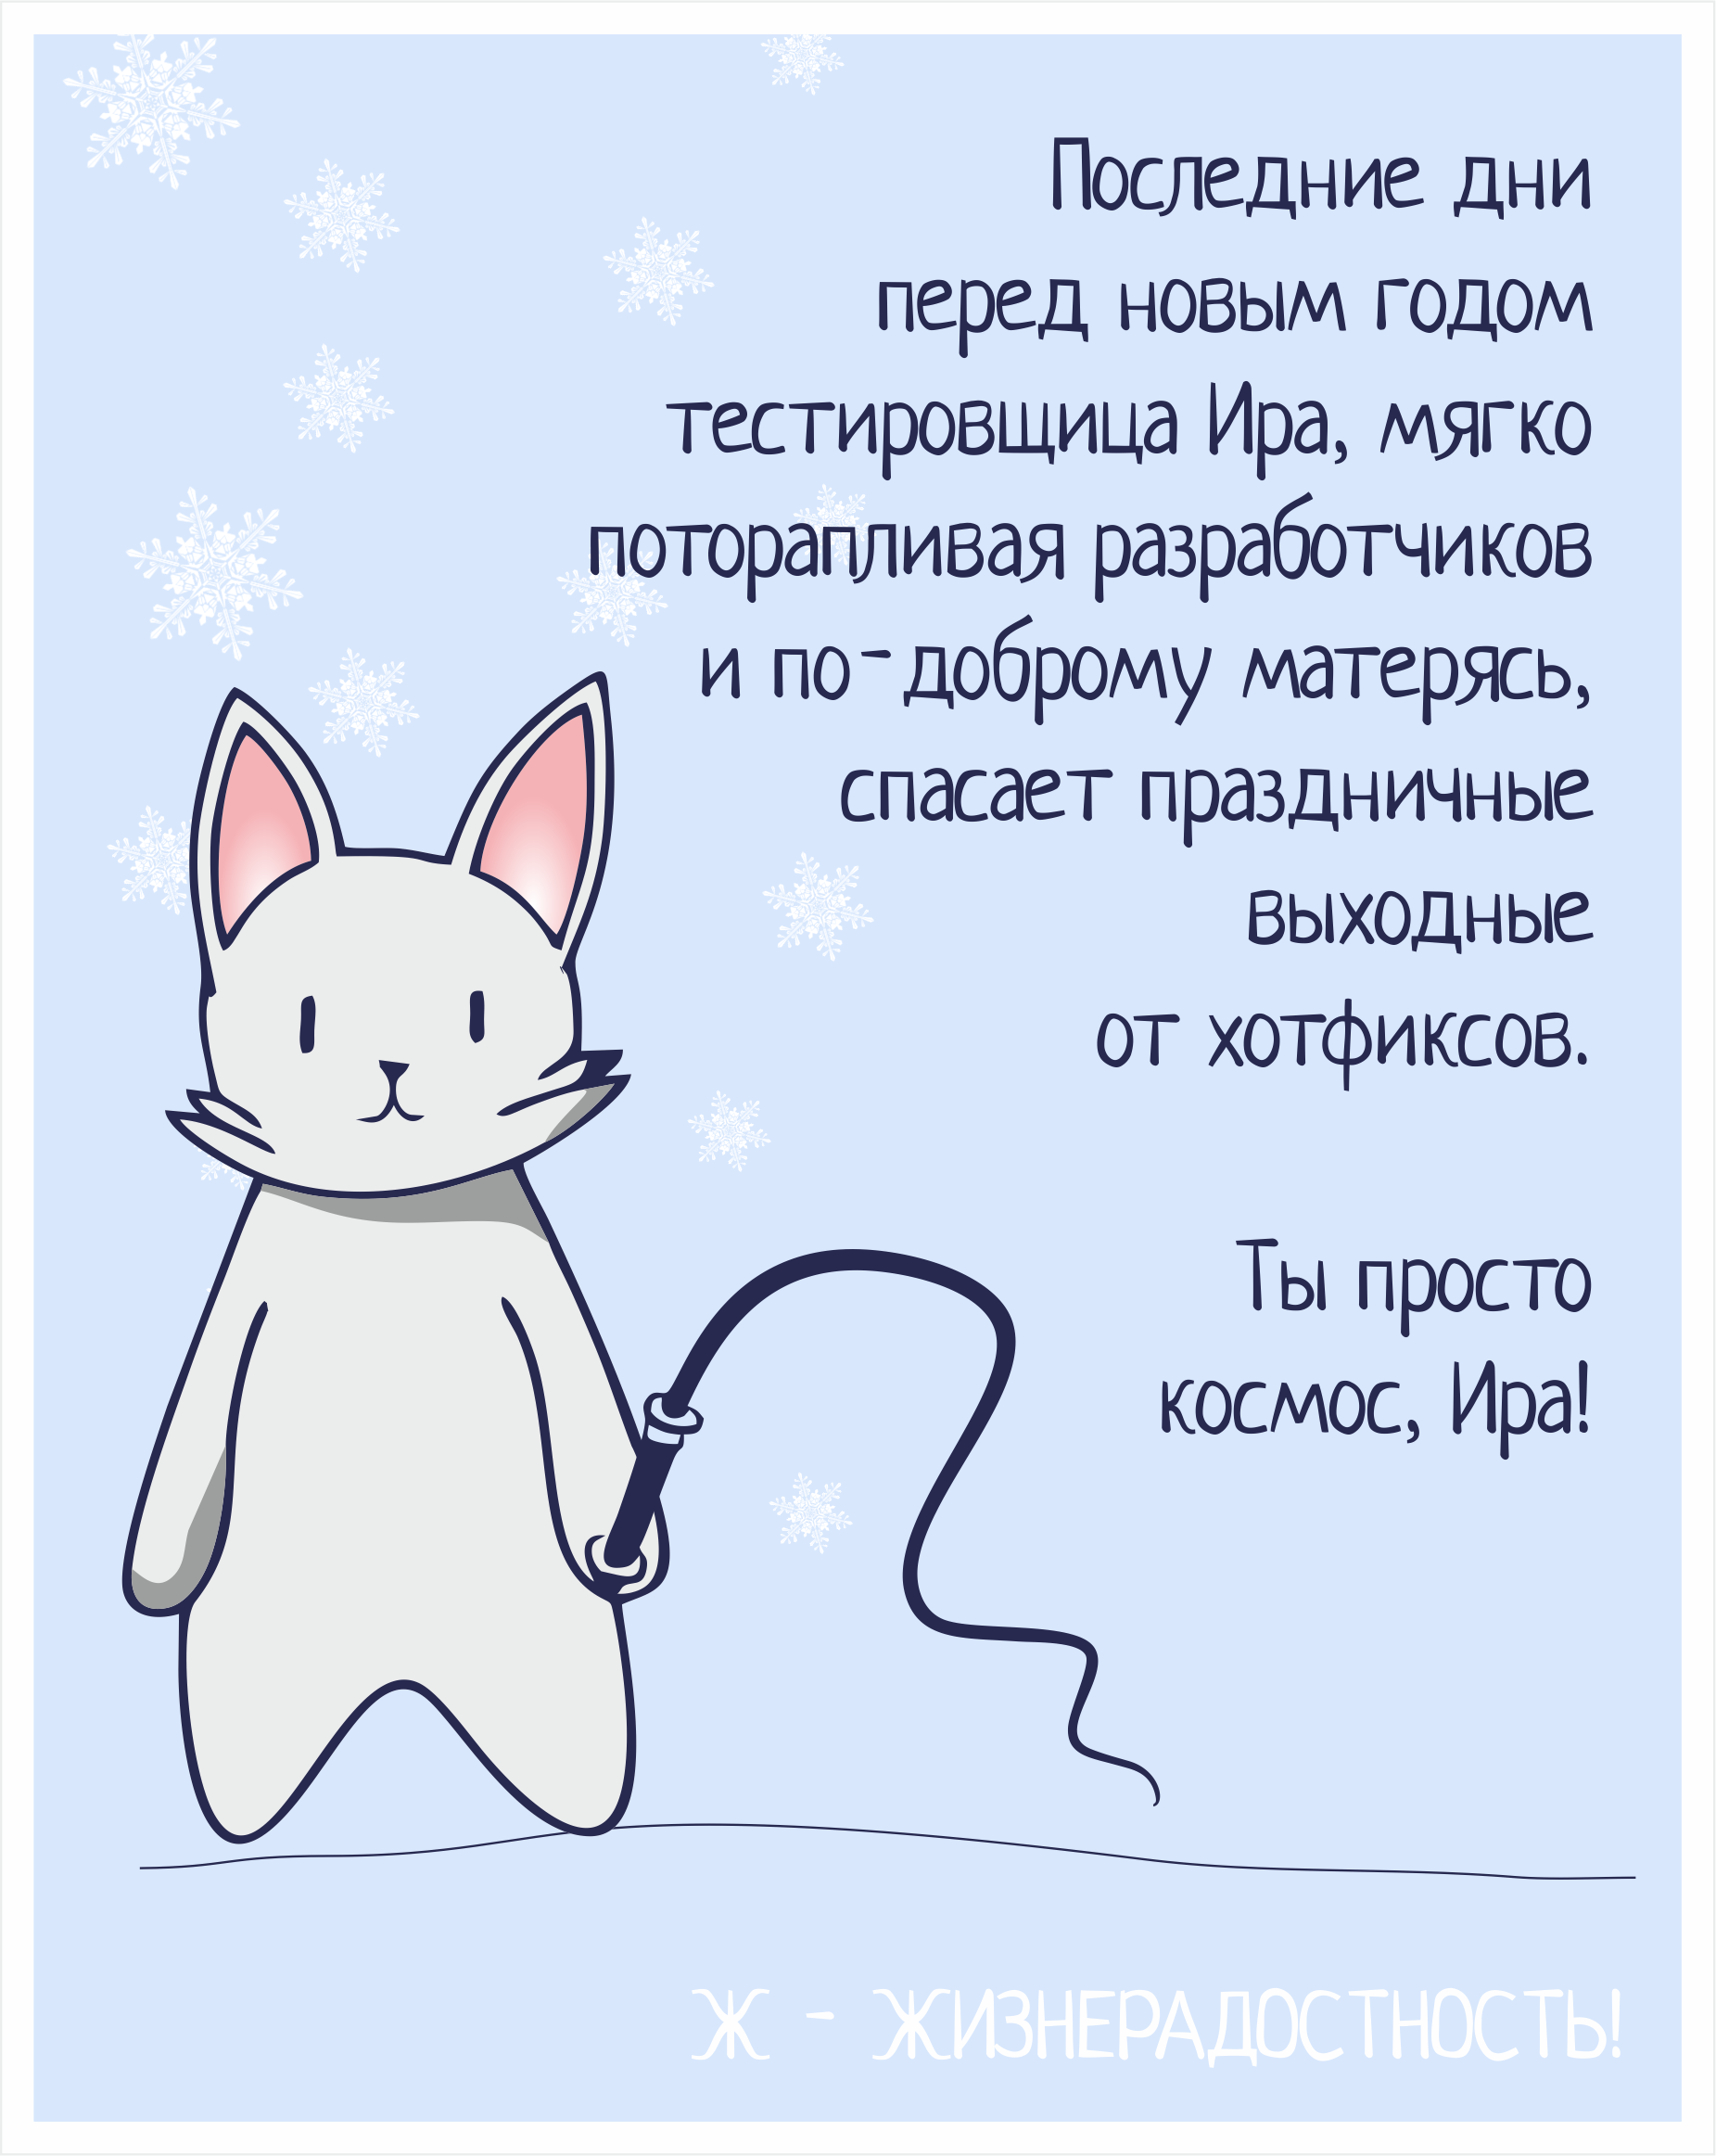 Последние дни
перед новым годом
тестировщица Ира, мягко
поторапливая разработчиков
и по-доброму матерясь,
спасает праздничные
выходные
от хотфиксов.
Ты просто
космос, Ира!
Ж - ЖИЗНЕРАДОСТНОСТЬ!